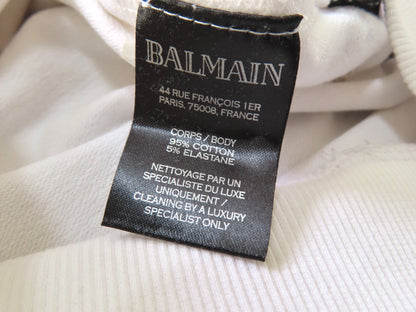 BALMAIN
44 RUE FRANÇOIS 1ER
PARIS, 75008, FRANCE
CORPS / BODY
95% COTTON
5% ELASTANE
NETTOYAGE PAR UN
SPECIALISTE DU LUXE
UNIQUEMENT /
CLEANING BY A LUXURY
SPECIALIST ONLY